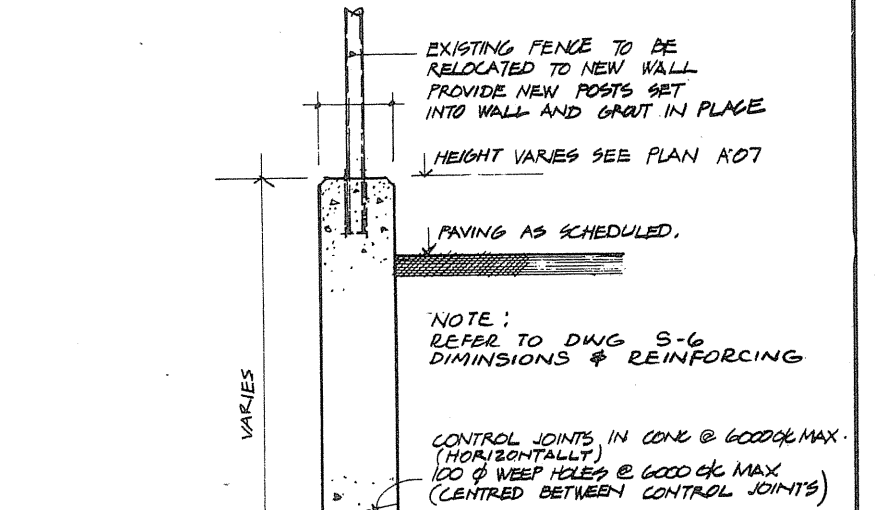 EXISTING FENCE TO BE
RELOCATED TO NEW WALL
PROVIDE NEW POSTS SET
INTO WALL AND GROUT IN PLACE
HEIGHT VARIES SEE PLAN A07
PAVING AS SCHEDULED.
NOTE:
REFER TO DWG S-6
DIMINSIONS & REINFORCING
VARIES
CONTROL JOINTS IN CONC @ 6000 C/C MAX.
(HORIZONTALLT)
100 ϕ WEEP HOLES @ 6000 C/C MAX
(CENTRED BETWEEN CONTROL JOINTS)